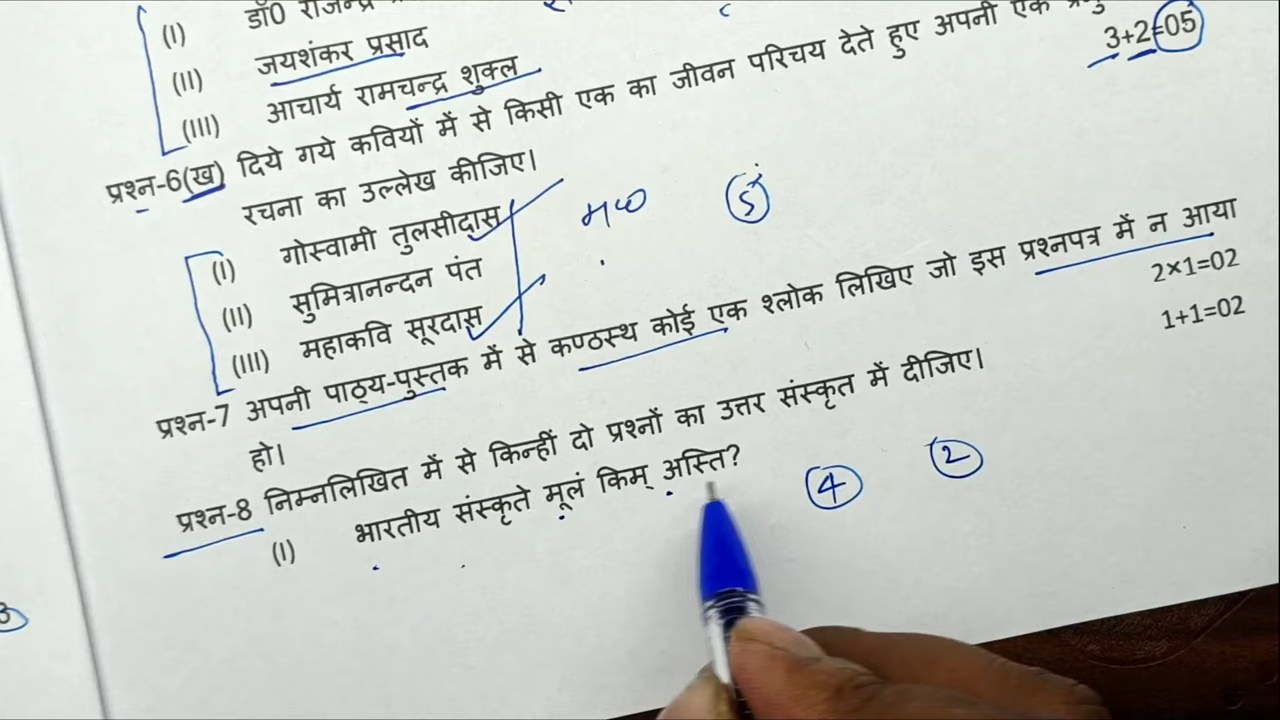 (I) डॉ0 राजेन्द्र
(II) जयशंकर प्रसाद
(III) आचार्य रामचन्द्र शुक्ल
प्रश्न-6(ख) दिये गये कवियों में से किसी एक का जीवन परिचय देते हुए अपनी एक
रचना का उल्लेख कीजिए। 3+2=05
(I) गोस्वामी तुलसीदास
(II) सुमित्रानन्दन पंत
(III) महाकवि सूरदास
5
प्रश्न-7 अपनी पाठ्य-पुस्तक में से कण्ठस्थ कोई एक श्लोक लिखिए जो इस प्रश्नपत्र में न आया
हो। 2×1=02
प्रश्न-8 निम्नलिखित में से किन्हीं दो प्रश्नों का उत्तर संस्कृत में दीजिए। 1+1=02
(I) भारतीय संस्कृते मूलं किम् अस्ति?
4
2
3